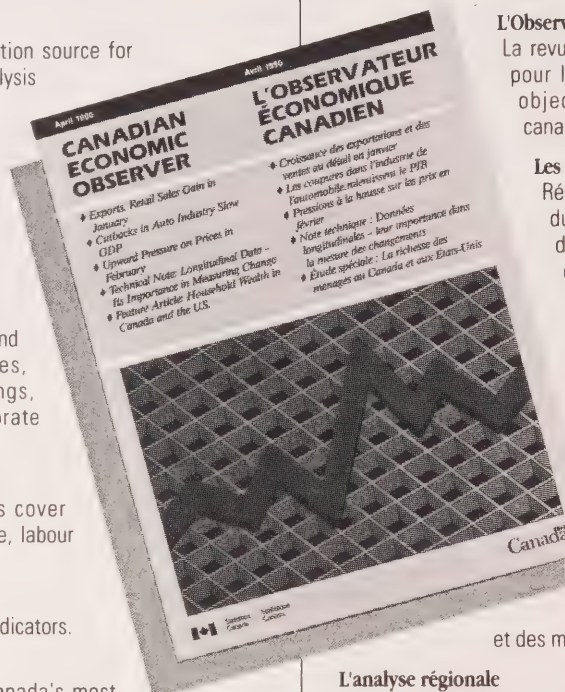 tion source for
lysis
nd
es,
ngs,
orate
s cover
e, labour
dicators.
anada's most
April 1990
CANADIAN
ECONOMIC
OBSERVER
♦ Exports, Retail Sales Gain in
January
♦ Cutbacks in Auto Industry Slow
GDP
♦ Upward Pressure on Prices in
February
♦ Technical Note: Longitudinal Data –
Its Importance in Measuring Change
♦ Feature Article: Household Wealth in
Canada and the U.S.
Avril 1990
L'OBSERVATEUR
ÉCONOMIQUE
CANADIEN
♦ Croissance des exportations et des
ventes au détail en janvier
♦ Les coupures dans l'industrie de
l'automobile ralentissent le PIB
♦ Pressions à la hausse sur les prix en
février
♦ Note technique : Données
longitudinales – leur importance dans
la mesure des changements
♦ Étude spéciale : La richesse des
ménages au Canada et aux États-Unis
Statistics Statistique
Canada Canada
Canada
L'Observ
La revu
pour l
objec
cana
Les
Ré
du
d
et des m
L'analyse régionale